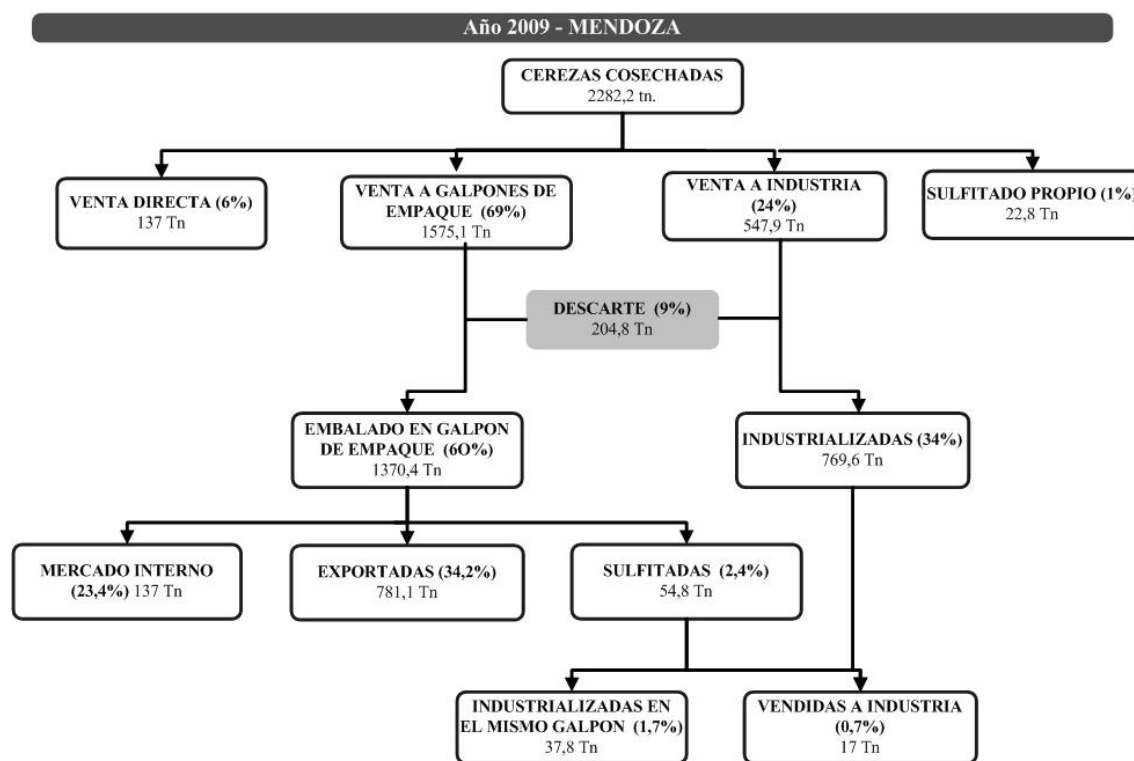 Año 2009 - MENDOZA
CEREZAS COSECHADAS
2282,2 tn.
VENTA DIRECTA (6%)
137 Tn
VENTA A GALPONES DE
EMPAQUE (69%)
1575,1 Tn
VENTA A INDUSTRIA
(24%)
547,9 Tn
SULFITADO PROPIO (1%)
22,8 Tn
DESCARTE (9%)
204,8 Tn
EMBALADO EN GALPON
DE EMPAQUE (6O%)
1370,4 Tn
INDUSTRIALIZADAS (34%)
769,6 Tn
MERCADO INTERNO
(23,4%) 137 Tn
EXPORTADAS (34,2%)
781,1 Tn
SULFITADAS (2,4%)
54,8 Tn
INDUSTRIALIZADAS EN
EL MISMO GALPON (1,7%)
37,8 Tn
VENDIDAS A INDUSTRIA
(0,7%)
17 Tn